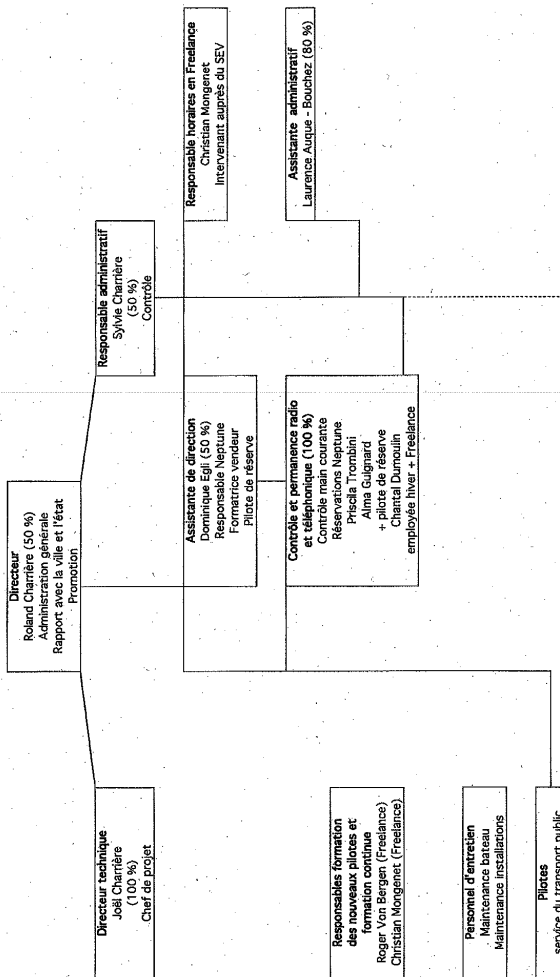 Directeur
Roland Charrière (50 %)
Administration générale
Rapport avec la ville et l'état
Promotion
Directeur technique
Joël Charrière
(100 %)
Chef de projet
Responsable administratif
Sylvie Charrière
(50 %)
Contrôle
Assistante de direction
Dominique Egli (50 %)
Responsable Neptune
Formatrice vendeur
Pilote de réserve
Responsable horaires en Freelance
Christian Mongenet
Intervenant auprès du SEV
Contrôle et permanence radio
et téléphonique (100 %)
Contrôle main courante
Réservations Neptune
Priscila Trombini
Alma Guignard
+ pilote de réserve
Chantal Dumoulin
employée hiver + Freelance
Assistante administratif
Laurence Auque - Bouchez (80 %)
Responsables formation
des nouveaux pilotes et
formation continue
Roger Von Bergen (Freelance)
Christian Mongenet (Freelance)
Personnel d'entretien
Maintenance bateau
Maintenance installations
Pilotes
service du transport public